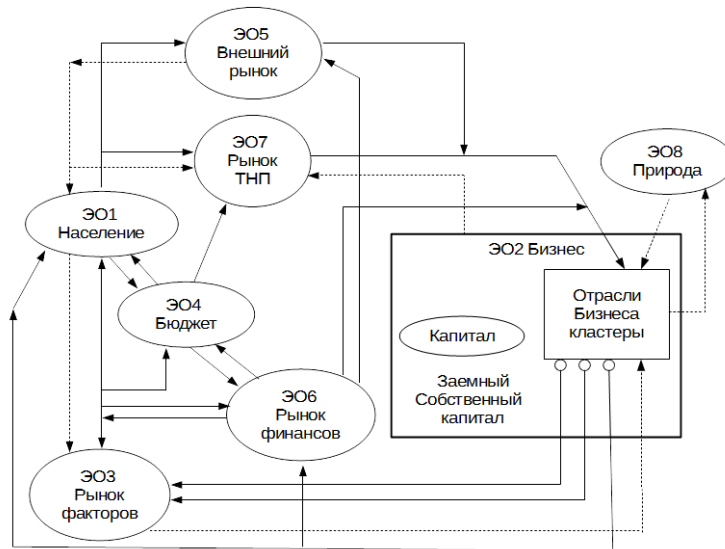 ЭО5
Внешний
рынок
ЭО7
Рынок
ТНП
ЭО8
Природа
ЭО1
Население
ЭО2 Бизнес
Отрасли
Бизнеса
кластеры
ЭО4
Бюджет
Капитал
Заемный
Собственный
капитал
ЭО6
Рынок
финансов
ЭО3
Рынок
факторов